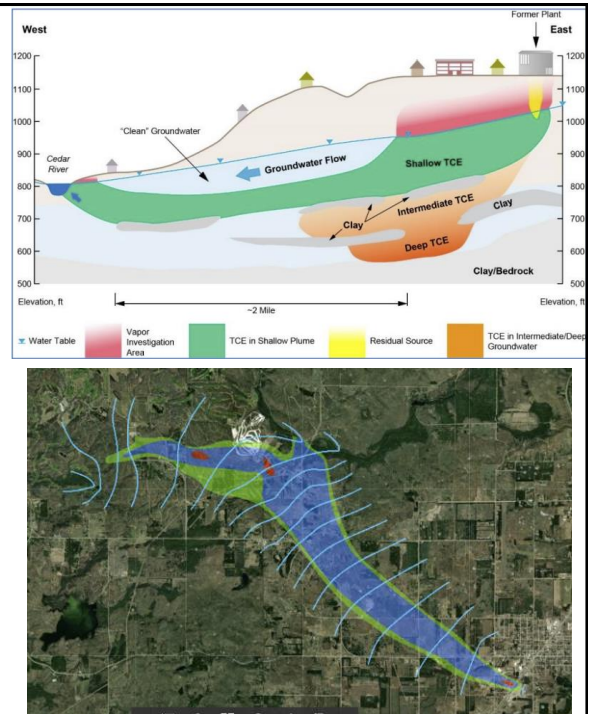 Former Plant
West
East
1200
1200
1100
1100
"Clean" Groundwater
1000
1000
Cedar
River
Groundwater Flow
Shallow TCE
900
900
800
800
Intermediate TCE
700
700
Clay
Clay
600
600
Deep TCE
500
500
Clay/Bedrock
Elevation, ft
Elevation, ft
~2 Mile
Water Table
Vapor
Investigation
Area
TCE in Shallow Plume
Residual Source
TCE in Intermediate/Deep
Groundwater